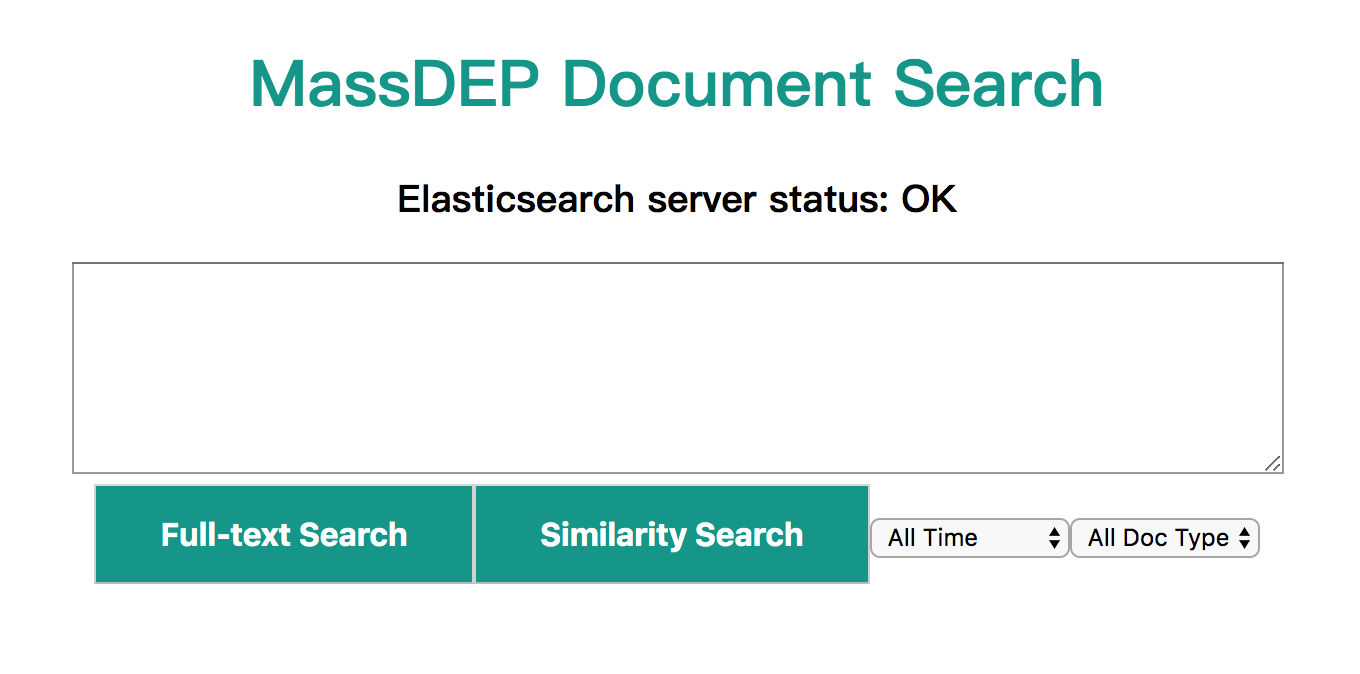 MassDEP Document Search
Elasticsearch server status: OK
Full-text Search Similarity Search All Time All Doc Type